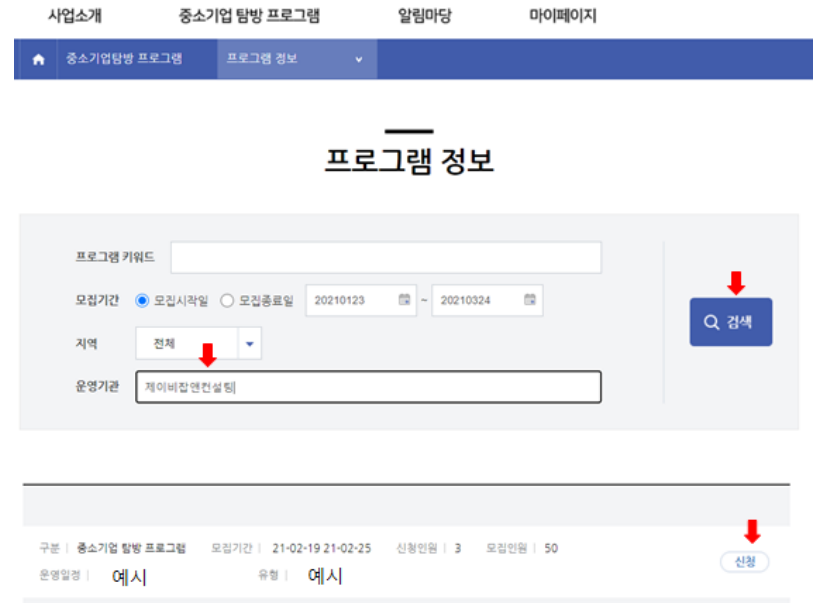 사업소개 중소기업 탐방 프로그램 알림마당 마이페이지
중소기업탐방 프로그램 프로그램 정보
프로그램 정보
프로그램 키워드
모집기간 모집시작일 모집종료일 20210123 ~ 20210324
검색
지역 전체
운영기관 제이비잡앤컨설팅
구분 | 중소기업 탐방 프로그램 모집기간 | 21-02-19 21-02-25 신청인원 | 3 모집인원 | 50
신청
운영일정 | 예시 유형 | 예시